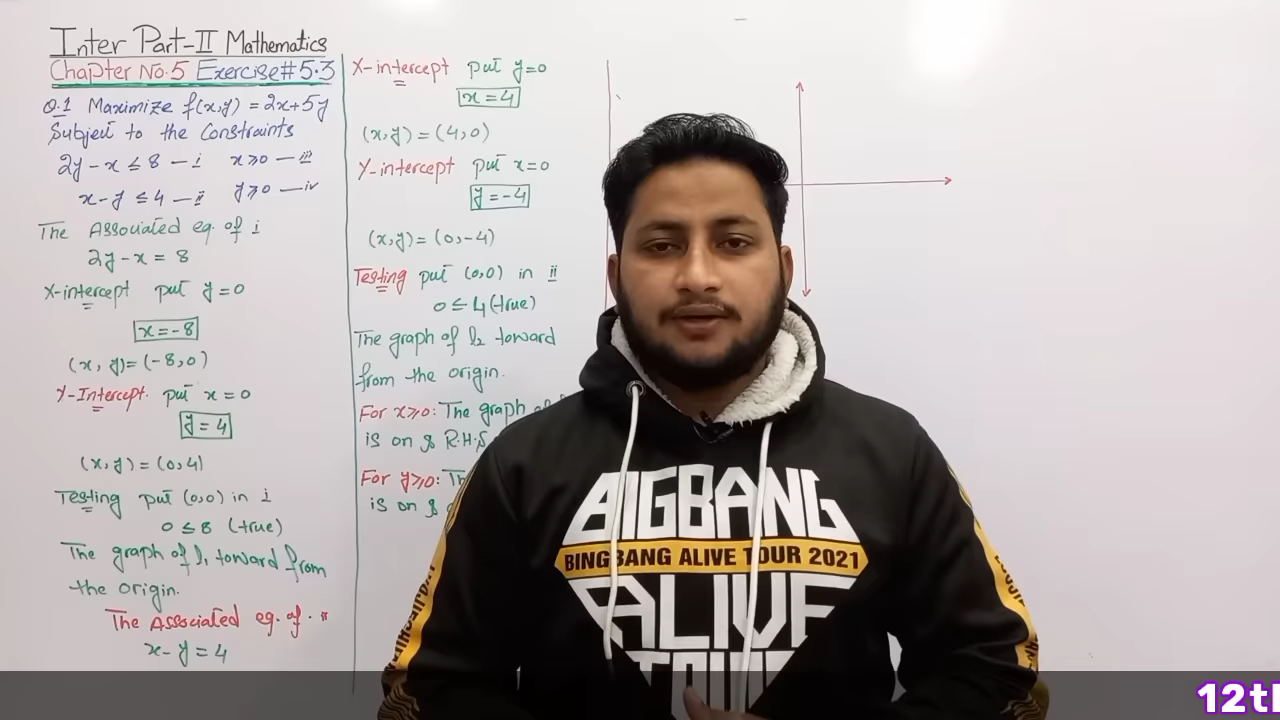 Inter Part-II Mathematics
Chapter No.5 Exercise#5.3
Q.1 Maximize f(x,y) = 2x+5y
Subject to the Constraints
2y-x ≤ 8 — i x≥0 — iii
x-y ≤ 4 — ii y≥0 — iv
The Associated eq. of i
2y-x = 8
X-intercept put y=0
x=-8
(x, y)=(-8,0)
Y-Intercept. put x=0
y=4
(x,y) = (0,4)
Testing put (0,0) in i
0 ≤ 8 (true)
The graph of l₁ toward from
the origin.
The Associated eq. of. ii
x-y=4
X-intercept put y=0
x=4
(x,y) = (4,0)
Y-intercept put x=0
y=-4
(x,y)=(0,-4)
Testing put (0,0) in ii
0 ≤ 4 (true)
The graph of l₂ toward
from the origin.
For x≥0: The graph
is on R.H.S
For y≥0:
is on
BIGBANG
BINGBANG ALIVE TOUR 2021
ALIVE
TOUR
12th